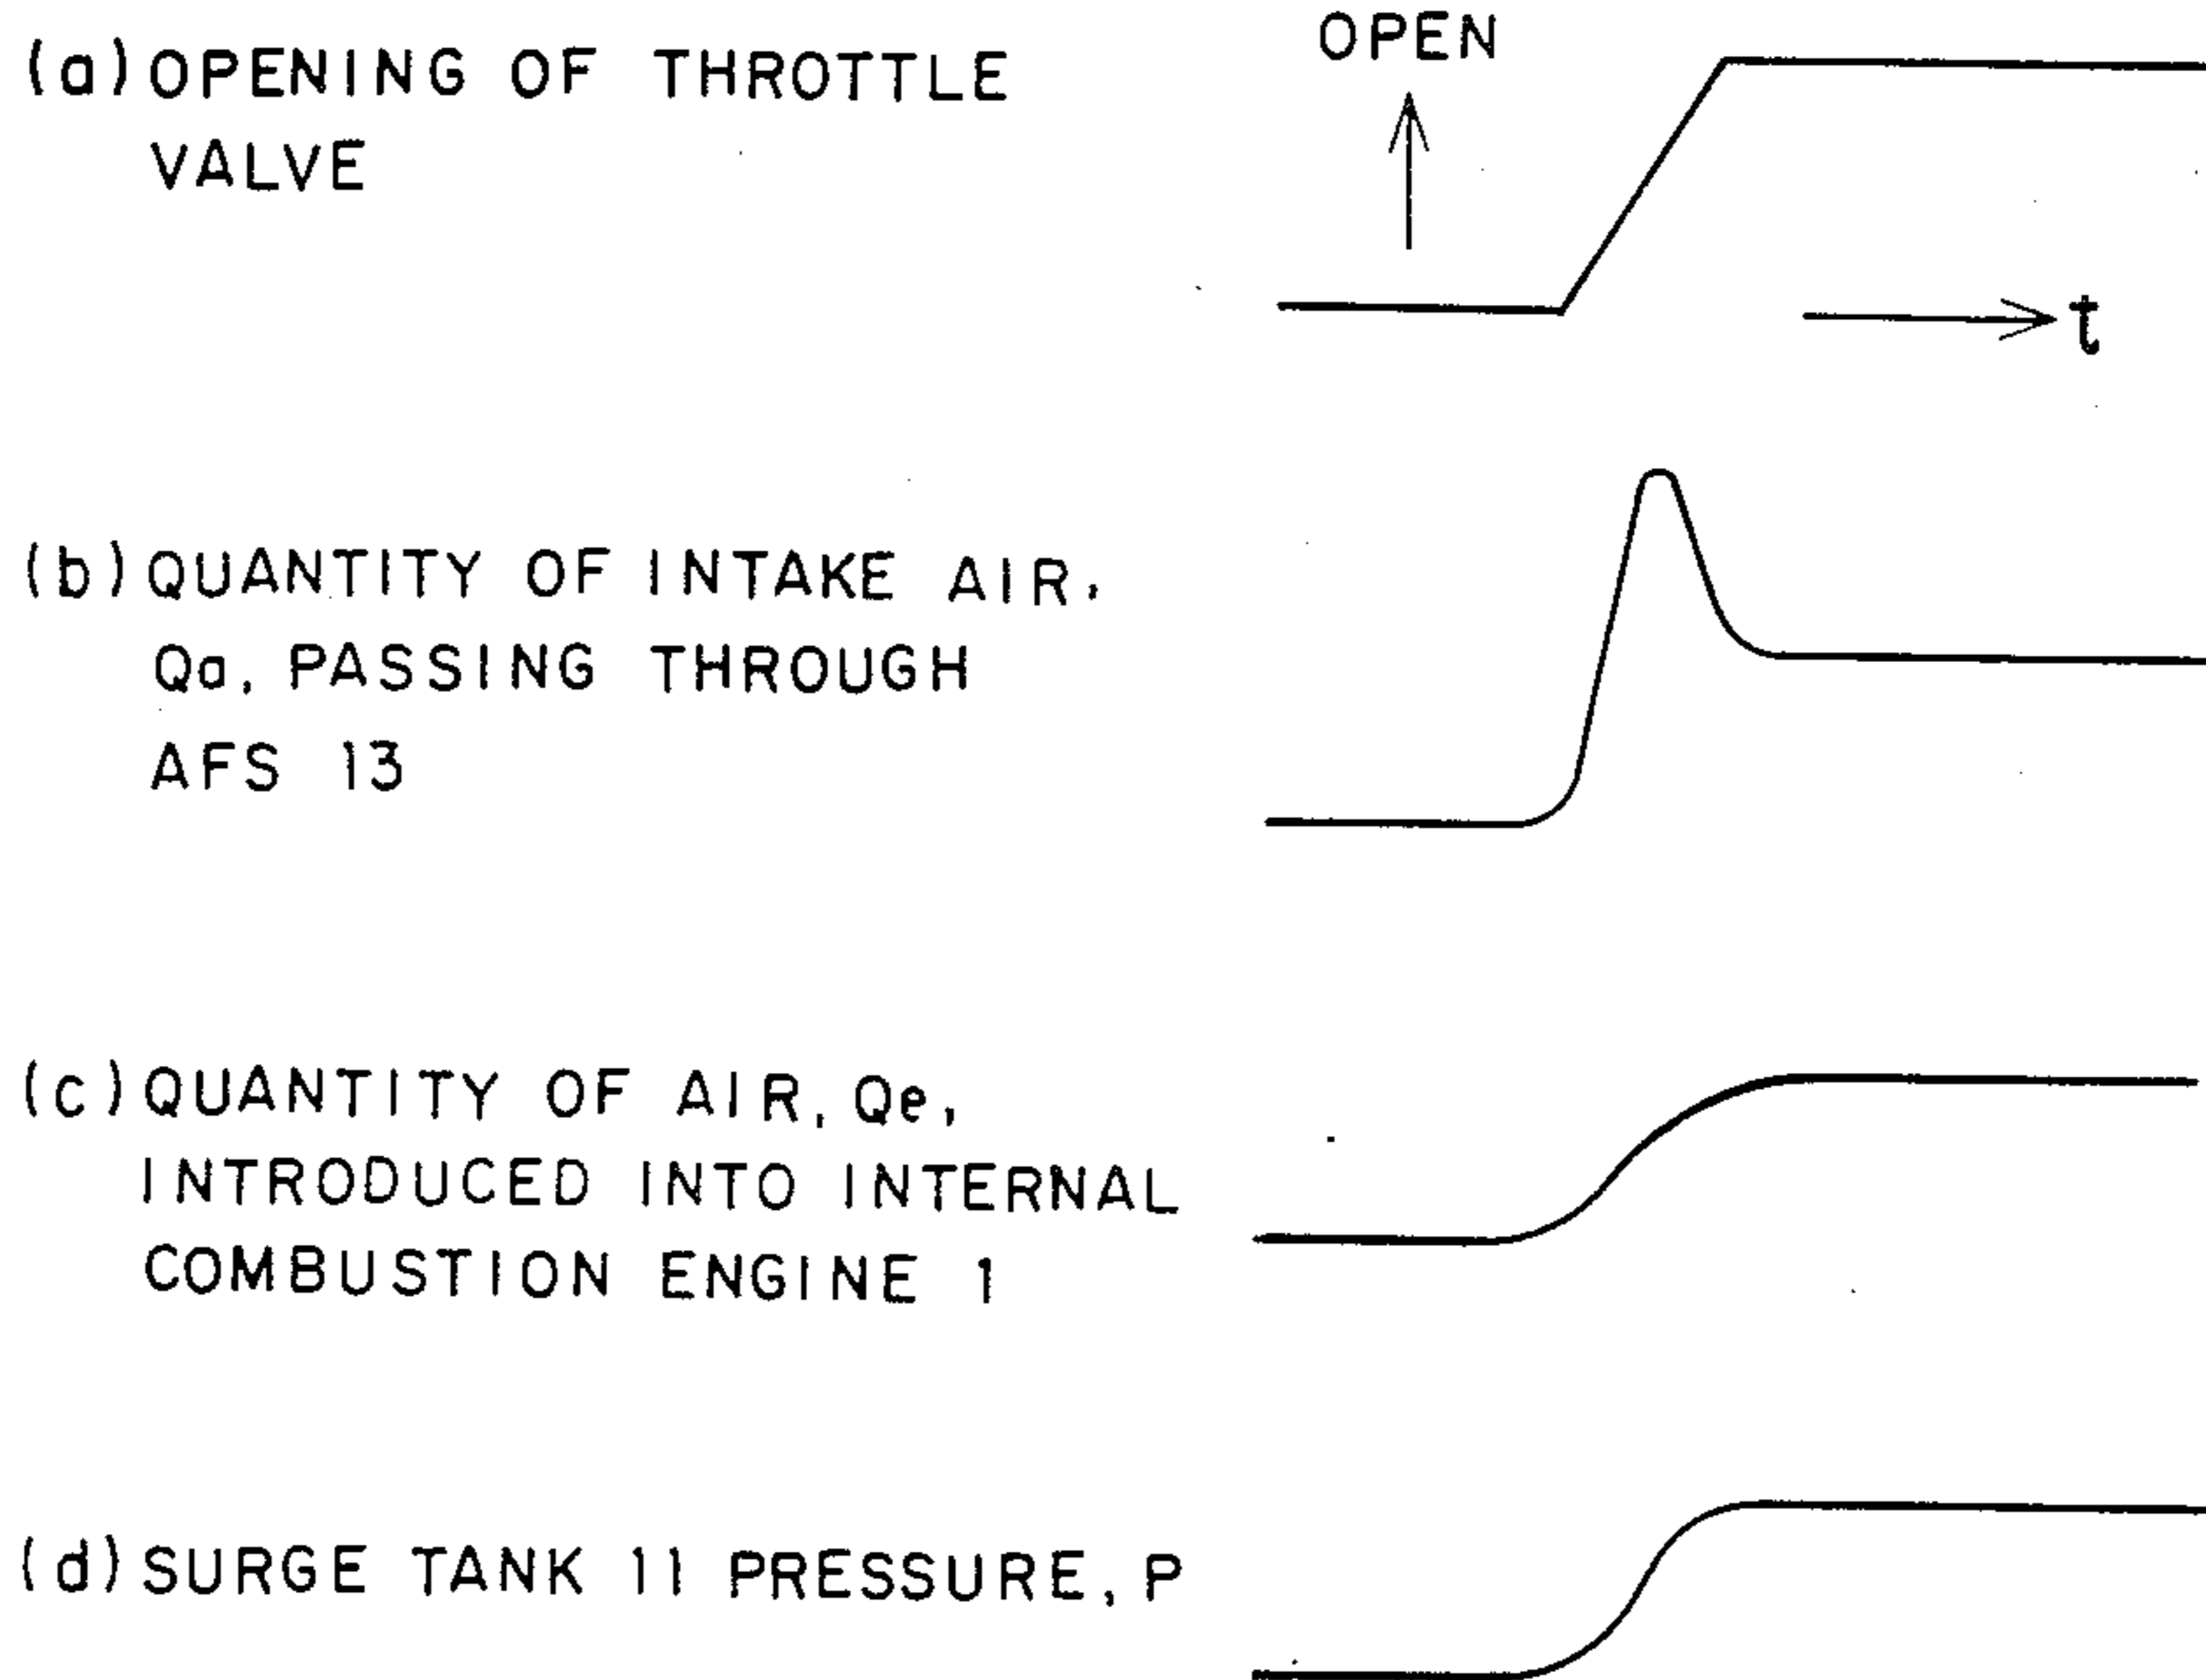 (a) OPENING OF THROTTLE
VALVE
OPEN
t
(b) QUANTITY OF INTAKE AIR,
Qa, PASSING THROUGH
AFS 13
(c) QUANTITY OF AIR, Qe,
INTRODUCED INTO INTERNAL
COMBUSTION ENGINE 1
(d) SURGE TANK 11 PRESSURE, P